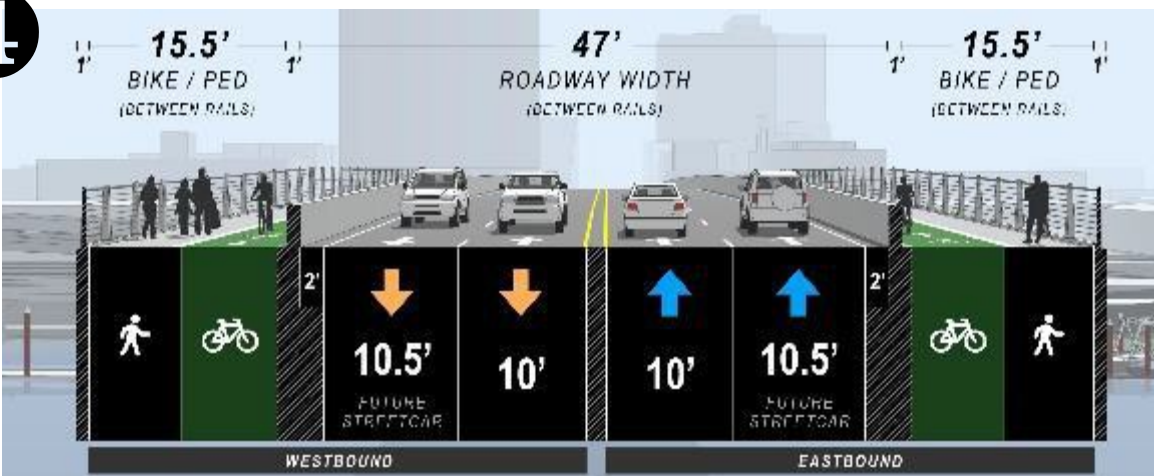 4
15.5' 47' 15.5'
1' 1' 1' 1'
BIKE / PED ROADWAY WIDTH BIKE / PED
(BETWEEN RAILS) (BETWEEN RAILS) (BETWEEN RAILS)
2' 2'
10.5' 10' 10' 10.5'
FUTURE FUTURE
STREETCAR STREETCAR
WESTBOUND EASTBOUND